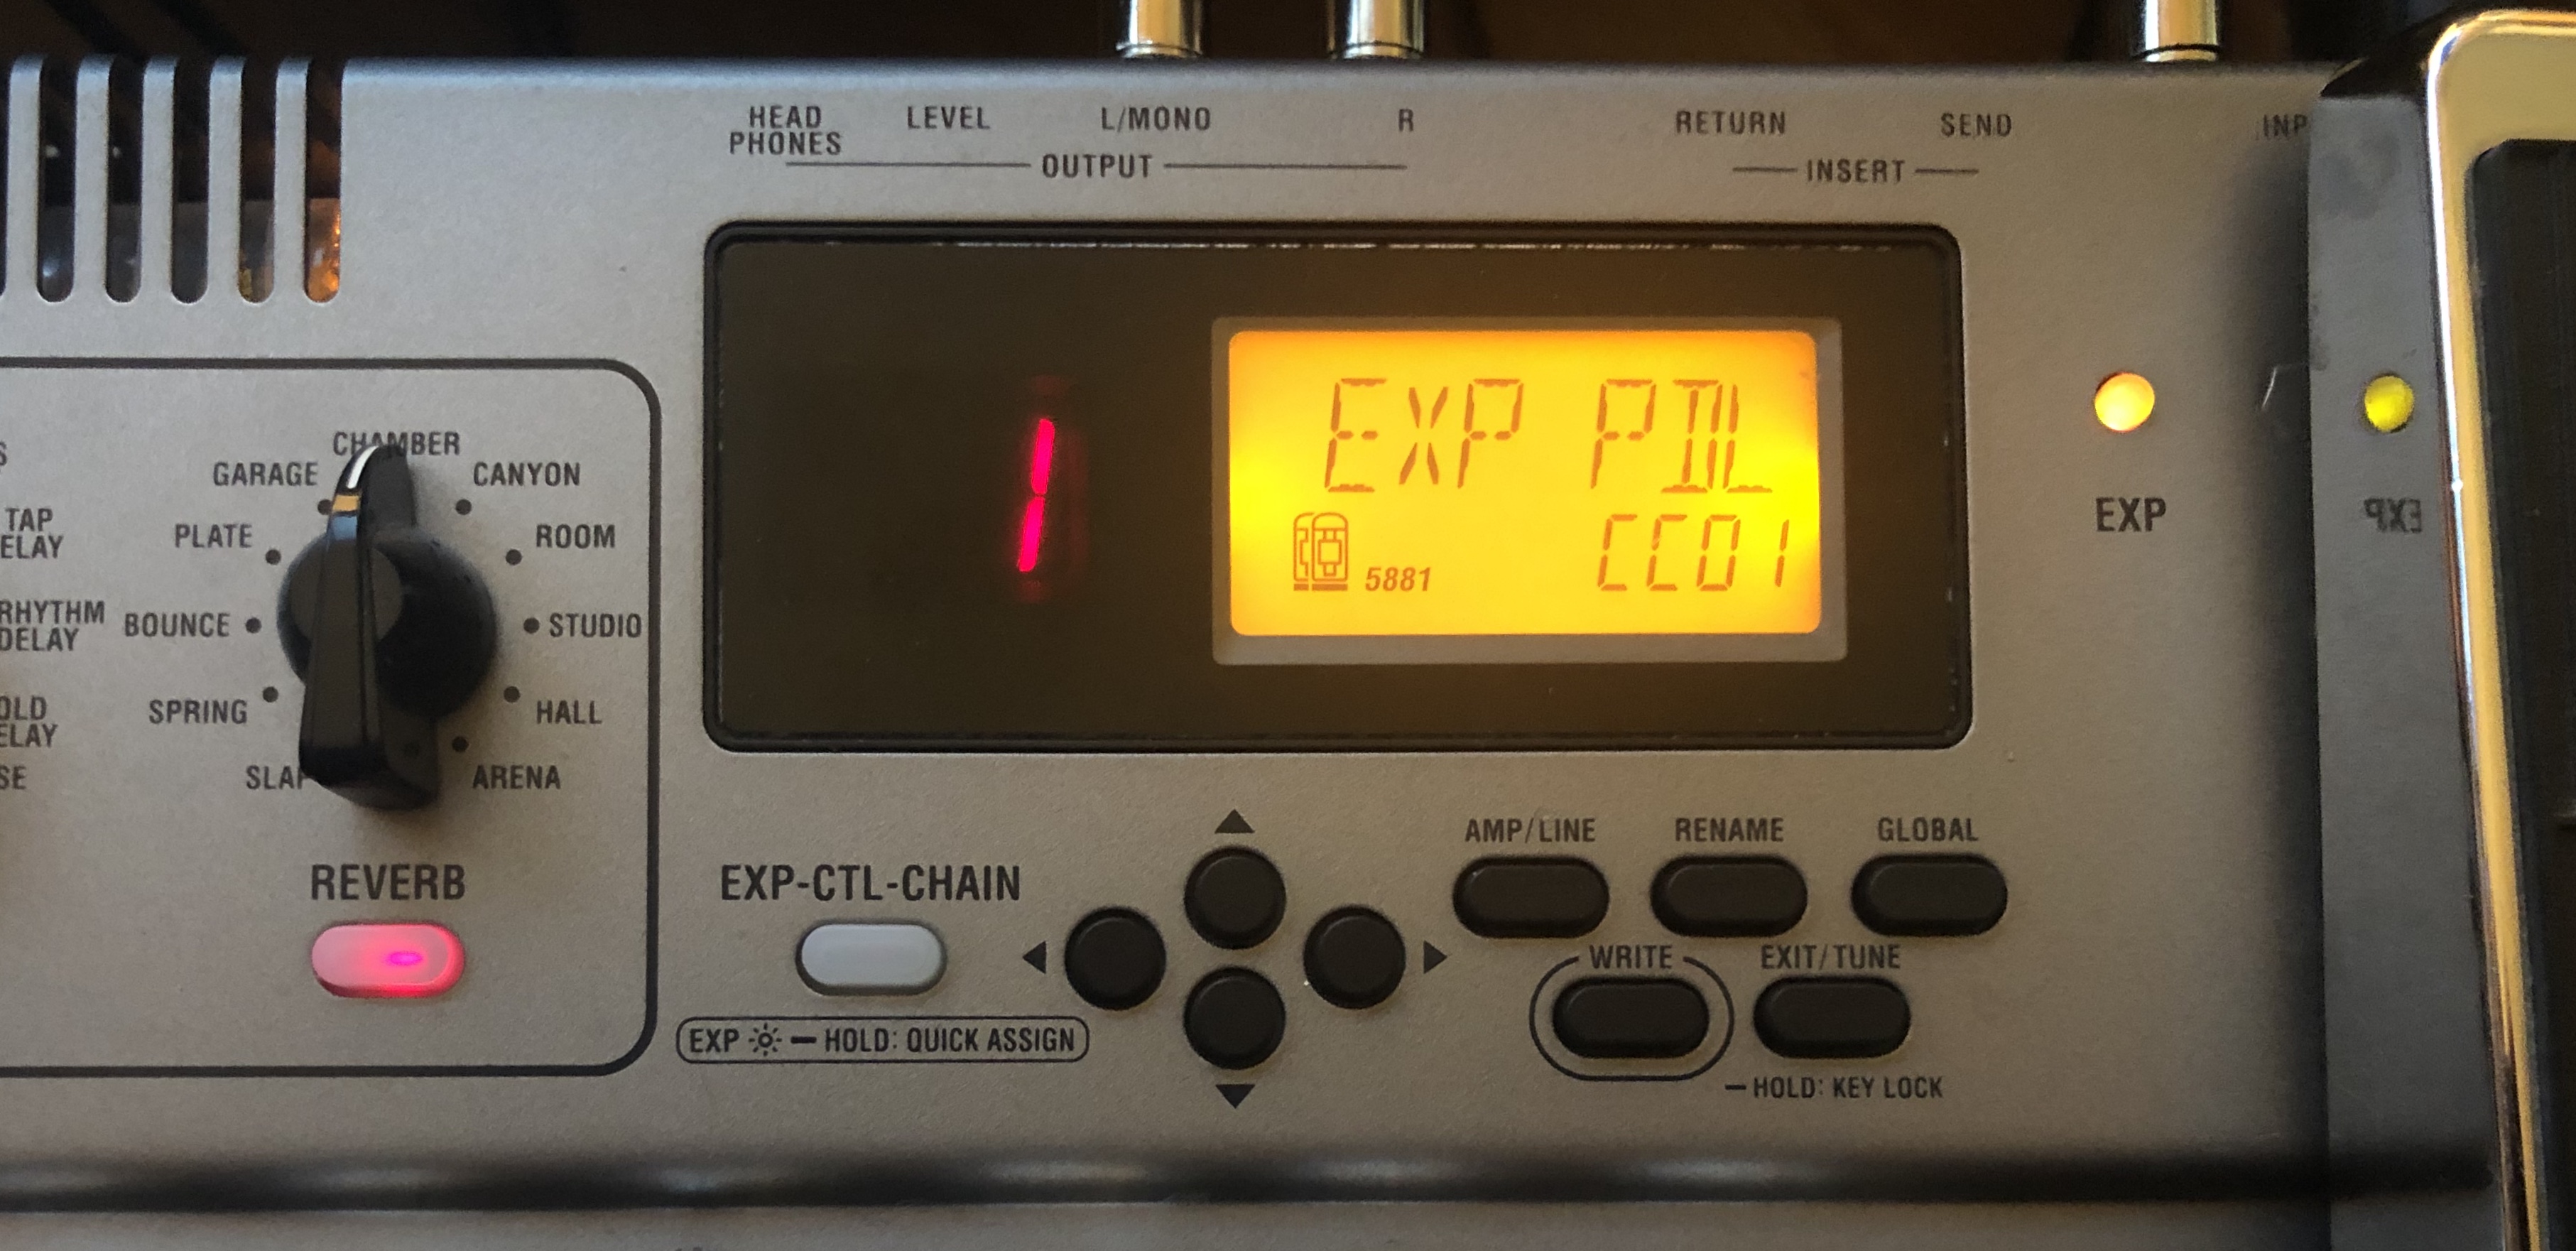 HEAD PHONES
LEVEL
L/MONO
R
OUTPUT
RETURN
SEND
INSERT
EXP PDL
5881
CC01
EXP
EXP
CHAMBER
GARAGE
CANYON
PLATE
ROOM
BOUNCE
STUDIO
SPRING
HALL
ARENA
REVERB
TAP
RHYTHM
DELAY
1
EXP-CTL-CHAIN
EXP — HOLD: QUICK ASSIGN
AMP/LINE
RENAME
GLOBAL
WRITE
EXIT/TUNE
— HOLD: KEY LOCK